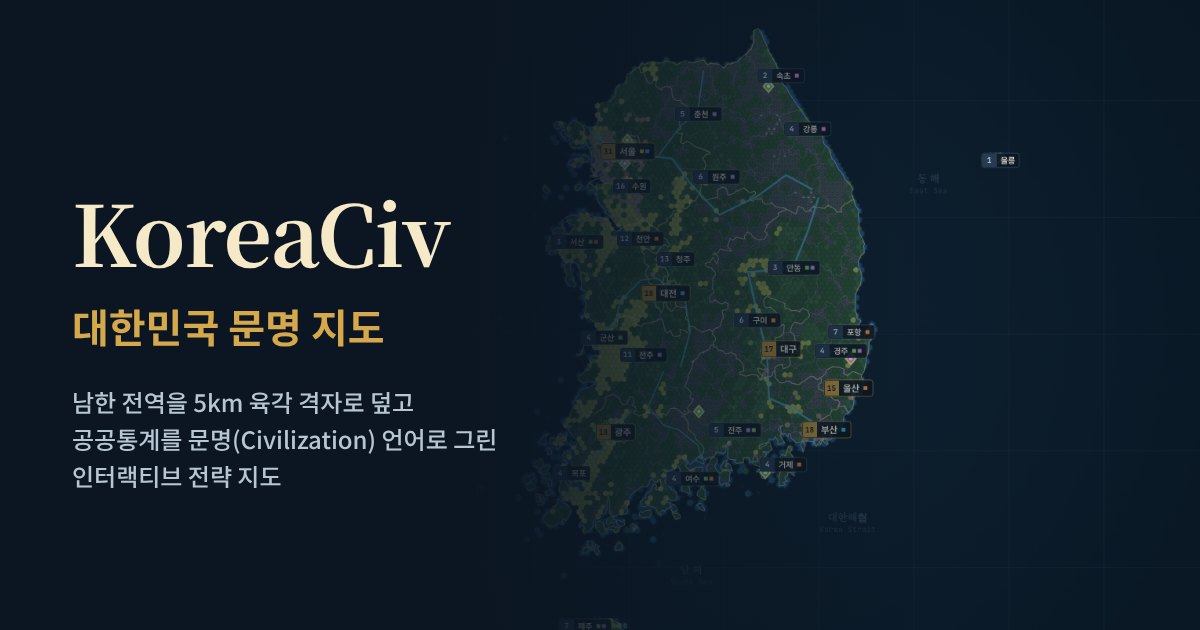 KoreaCiv
대한민국 문명 지도
남한 전역을 5km 육각 격자로 덮고
공공통계를 문명(Civilization) 언어로 그린
인터랙티브 전략 지도
2 속초
5 춘천
4 강릉
11 서울
1 울릉
6 원주
동해
East Sea
16 수원
3 서산
12 천안
13 청주
3 안동
18 대전
6 구미
7 포항
4 군산
17 대구
4 경주
11 전주
15 울산
5 진주
18 부산
18 광주
4 거제
4 목포
4 여수
대한해협
Korea Strait
남해
제주